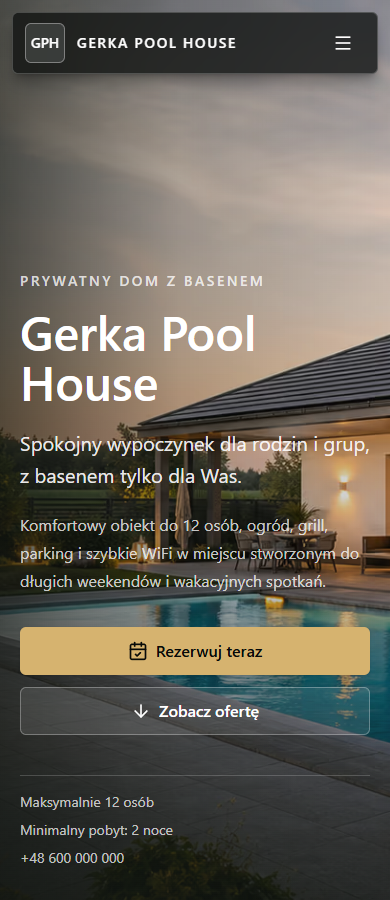 GPH GERKA POOL HOUSE
PRYWATNY DOM Z BASENEM
Gerka Pool
House
Spokojny wypoczynek dla rodzin i grup,
z basenem tylko dla Was.
Komfortowy obiekt do 12 osób, ogród, grill,
parking i szybkie WiFi w miejscu stworzonym do
długich weekendów i wakacyjnych spotkań.
Rezerwuj teraz
Zobacz ofertę
Maksymalnie 12 osób
Minimalny pobyt: 2 noce
+48 600 000 000